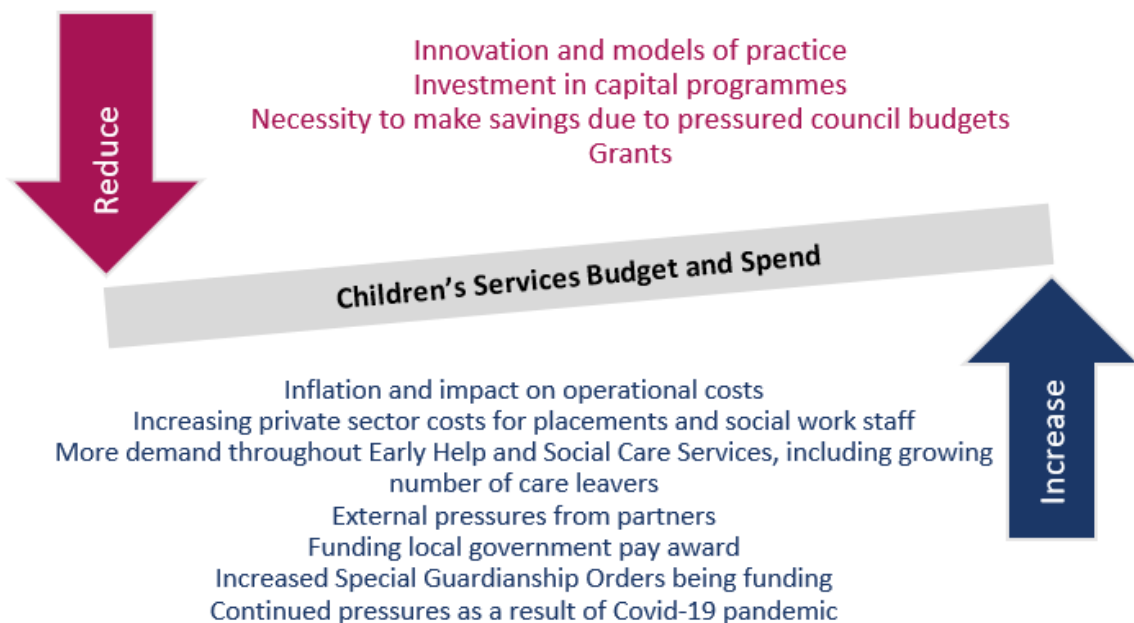 Reduce
Innovation and models of practice
Investment in capital programmes
Necessity to make savings due to pressured council budgets
Grants
Children’s Services Budget and Spend
Inflation and impact on operational costs
Increasing private sector costs for placements and social work staff
More demand throughout Early Help and Social Care Services, including growing
number of care leavers
External pressures from partners
Funding local government pay award
Increased Special Guardianship Orders being funding
Continued pressures as a result of Covid-19 pandemic
Increase